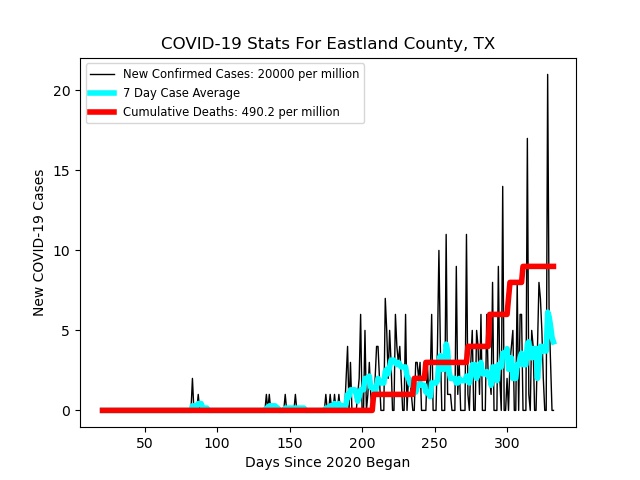 COVID-19 Stats For Eastland County, TX
New Confirmed Cases: 20000 per million
7 Day Case Average
Cumulative Deaths: 490.2 per million
New COVID-19 Cases
20
15
10
5
0
50 100 150 200 250 300
Days Since 2020 Began